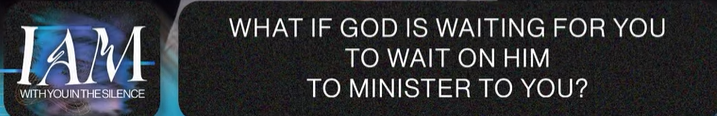 I AM
WITH YOU IN THE SILENCE
WHAT IF GOD IS WAITING FOR YOU
TO WAIT ON HIM
TO MINISTER TO YOU?